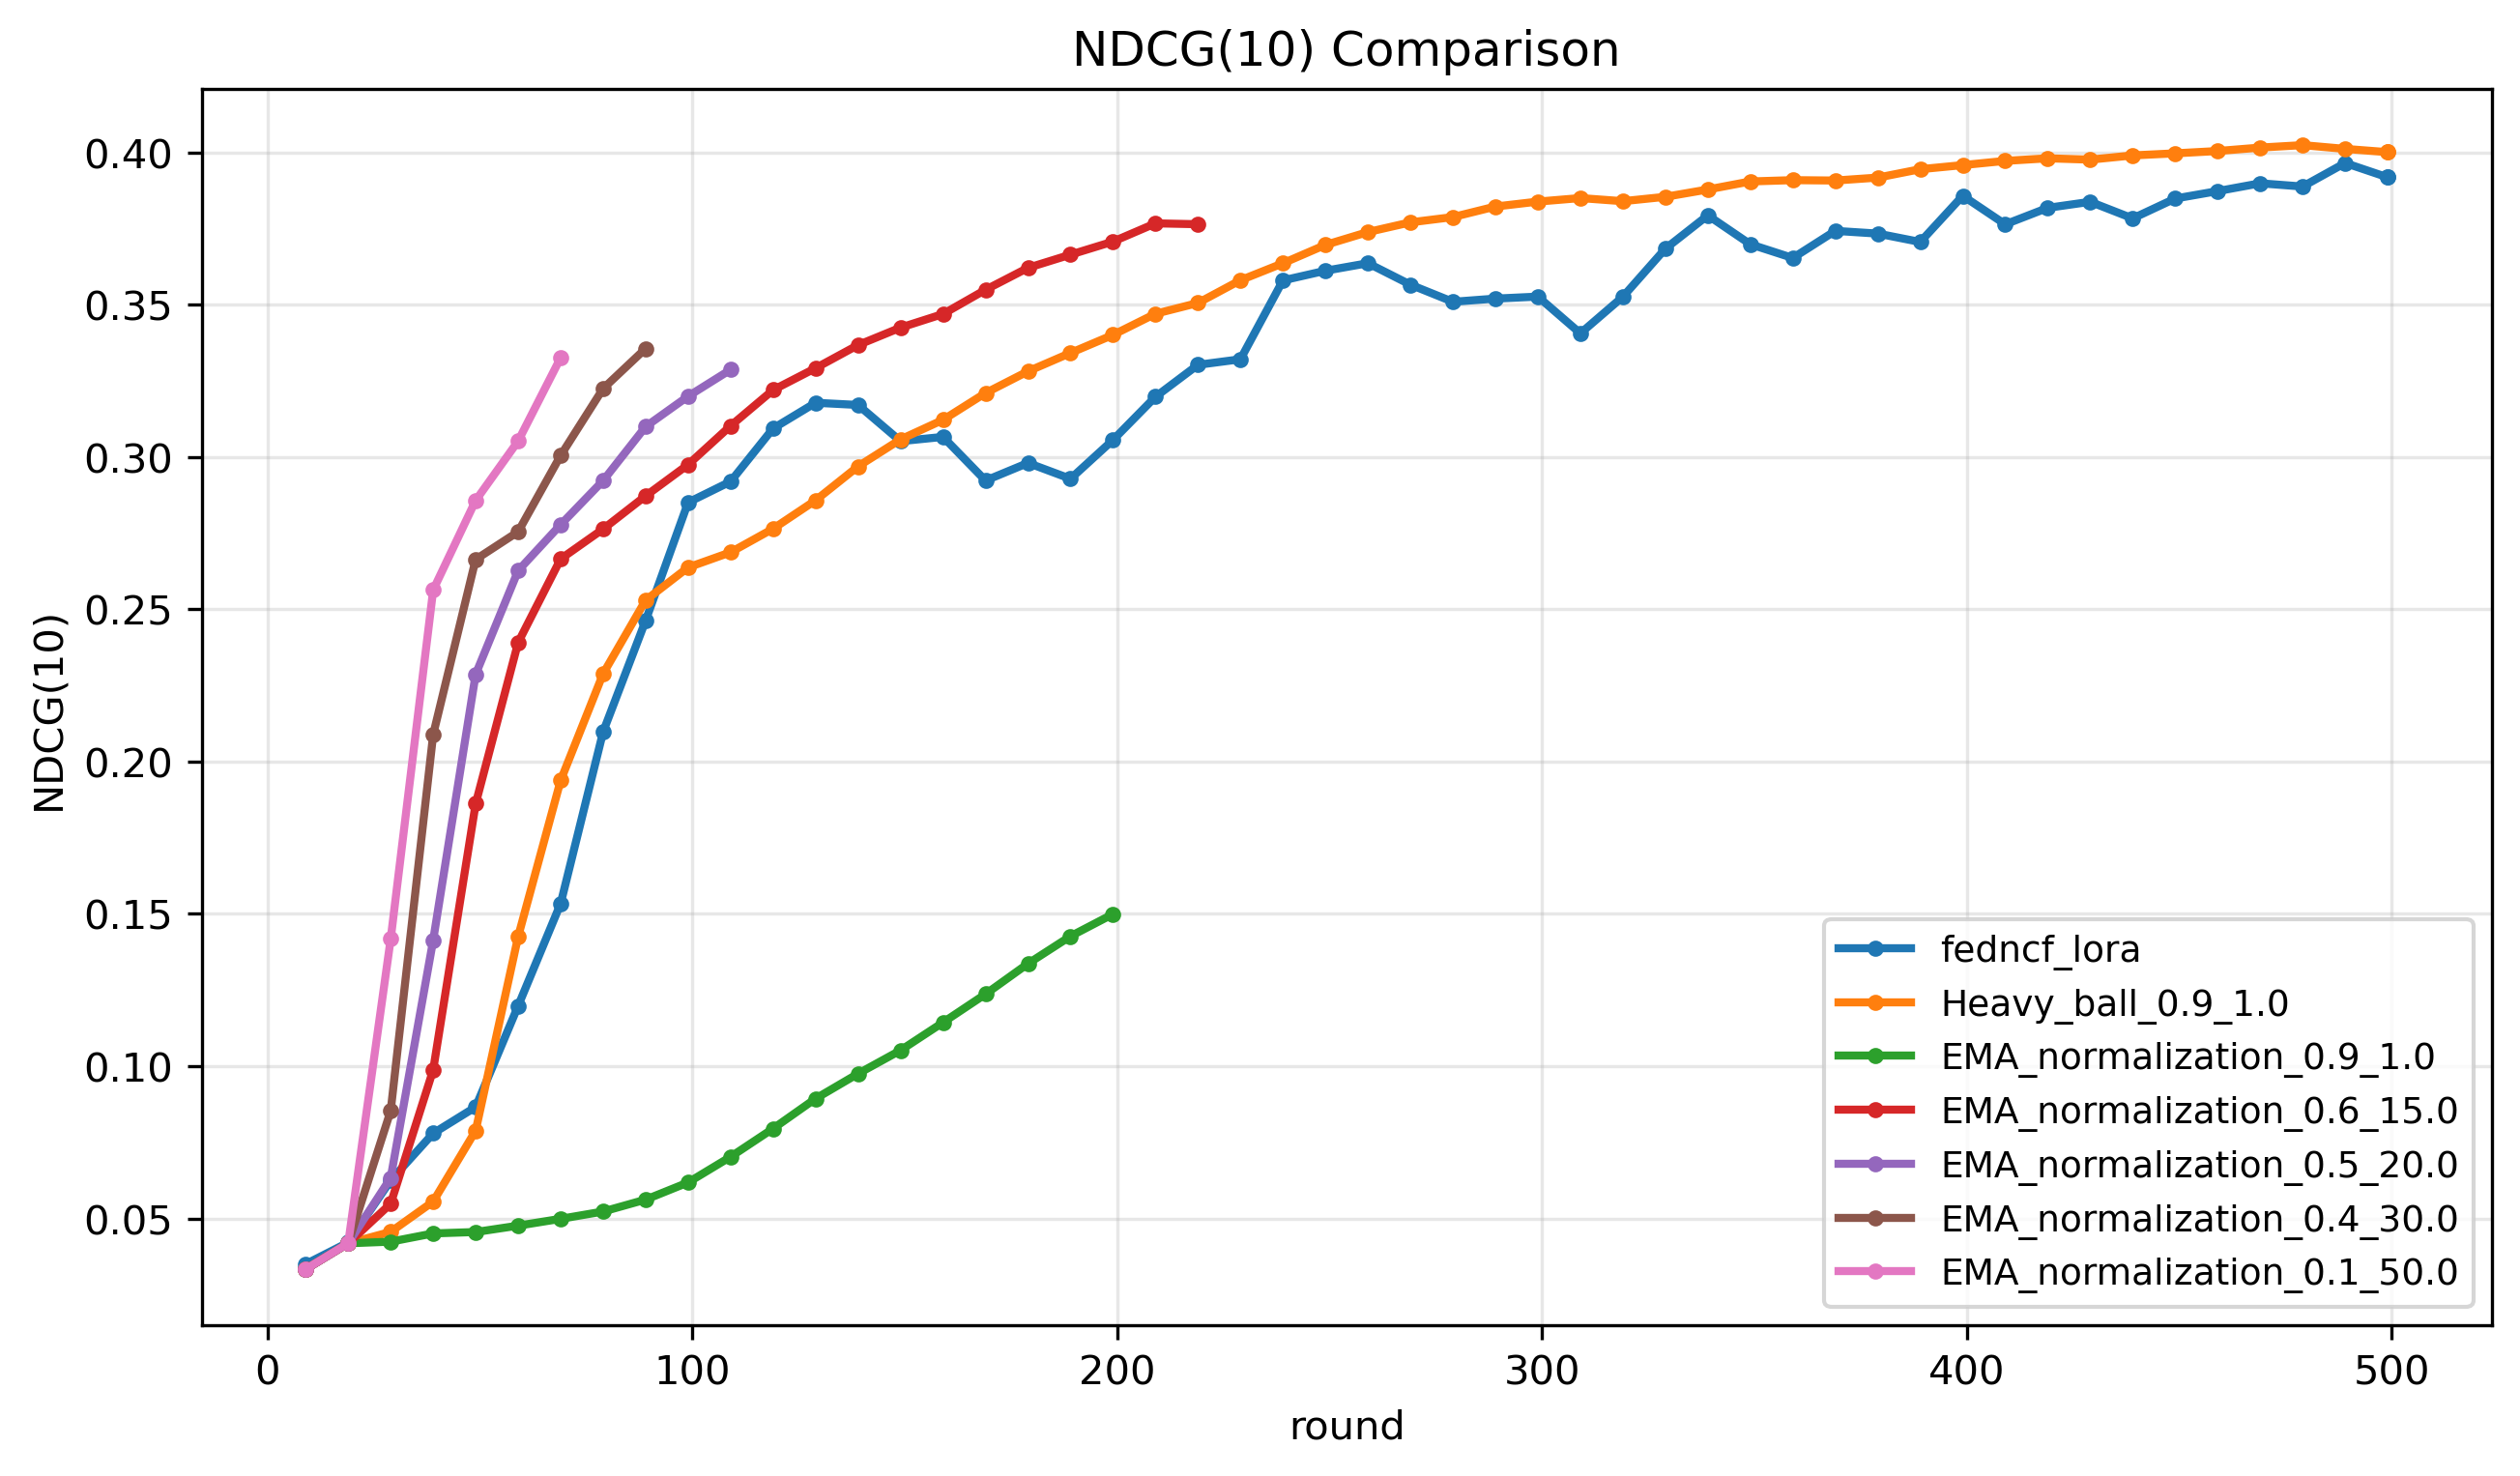 NDCG(10) Comparison
NDCG(10)
0.40
0.35
0.30
0.25
0.20
0.15
0.10
0.05
0
100
200
300
400
500
round
fedncf_lora
Heavy_ball_0.9_1.0
EMA_normalization_0.9_1.0
EMA_normalization_0.6_15.0
EMA_normalization_0.5_20.0
EMA_normalization_0.4_30.0
EMA_normalization_0.1_50.0